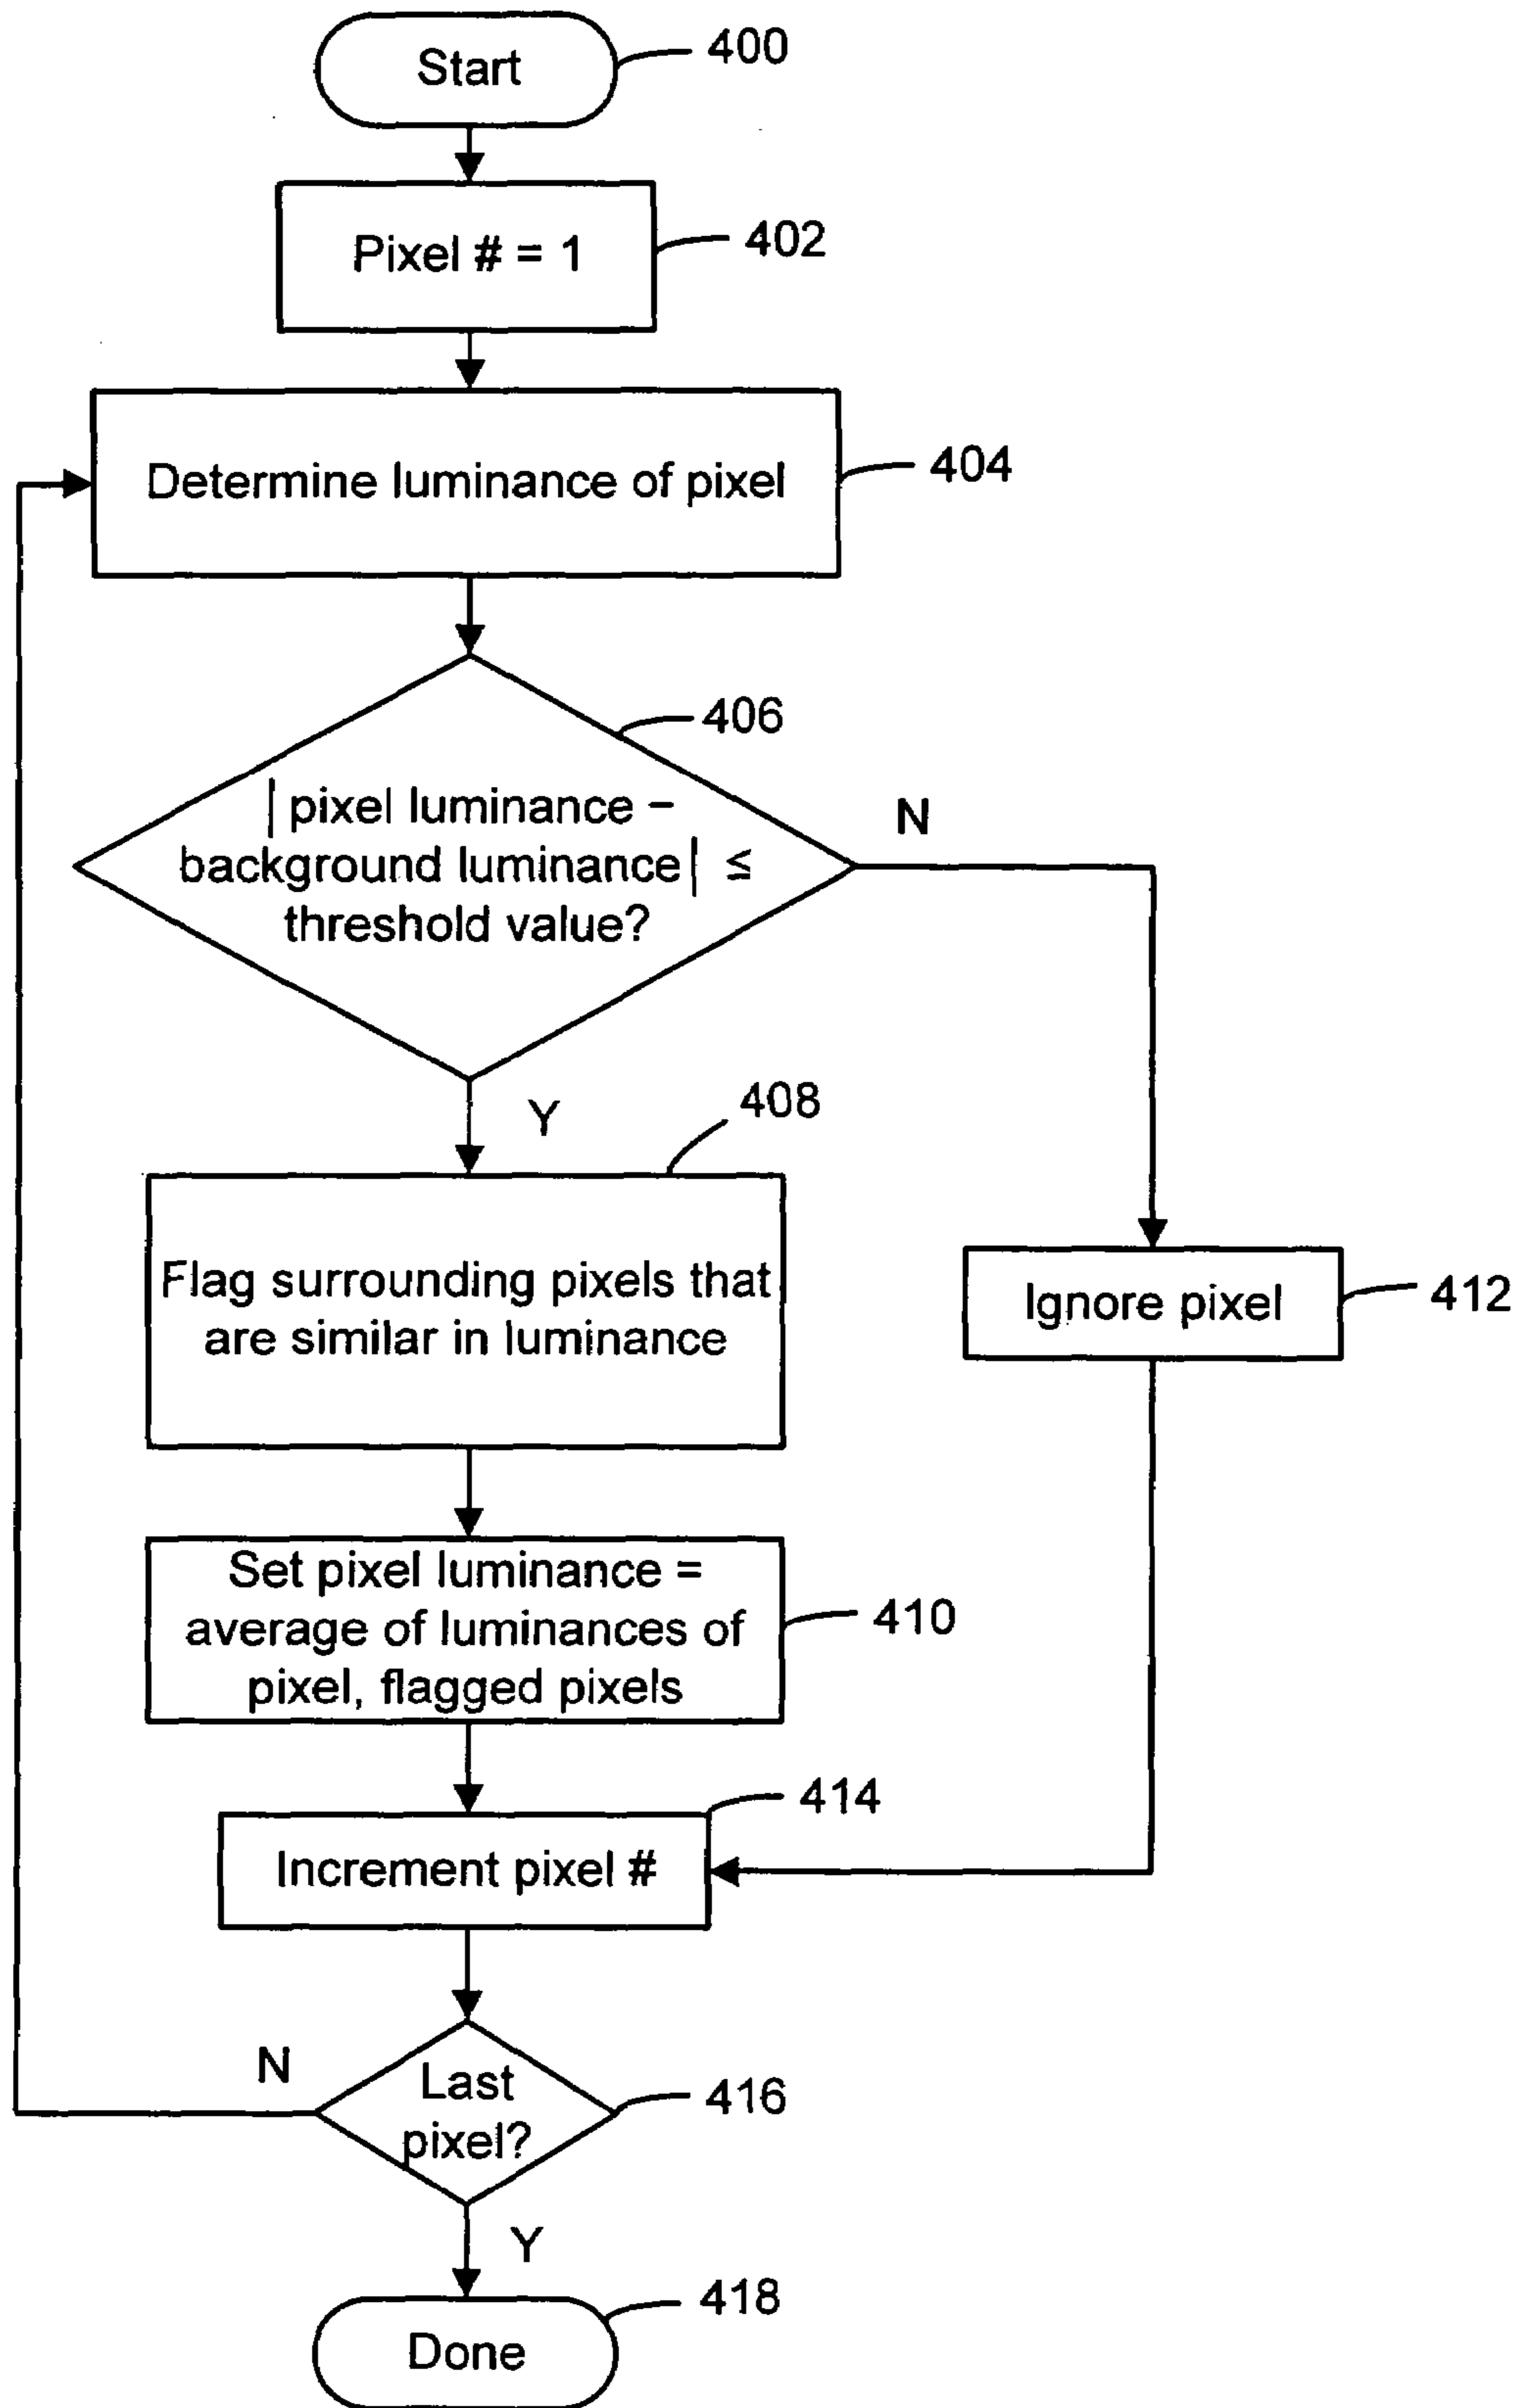 Start
400
Pixel # = 1
402
Determine luminance of pixel
404
406
| pixel luminance –
background luminance| ≤
threshold value?
N
Y
408
Flag surrounding pixels that
are similar in luminance
Ignore pixel
412
Set pixel luminance =
average of luminances of
pixel, flagged pixels
410
414
Increment pixel #
N
Last
pixel?
416
Y
418
Done